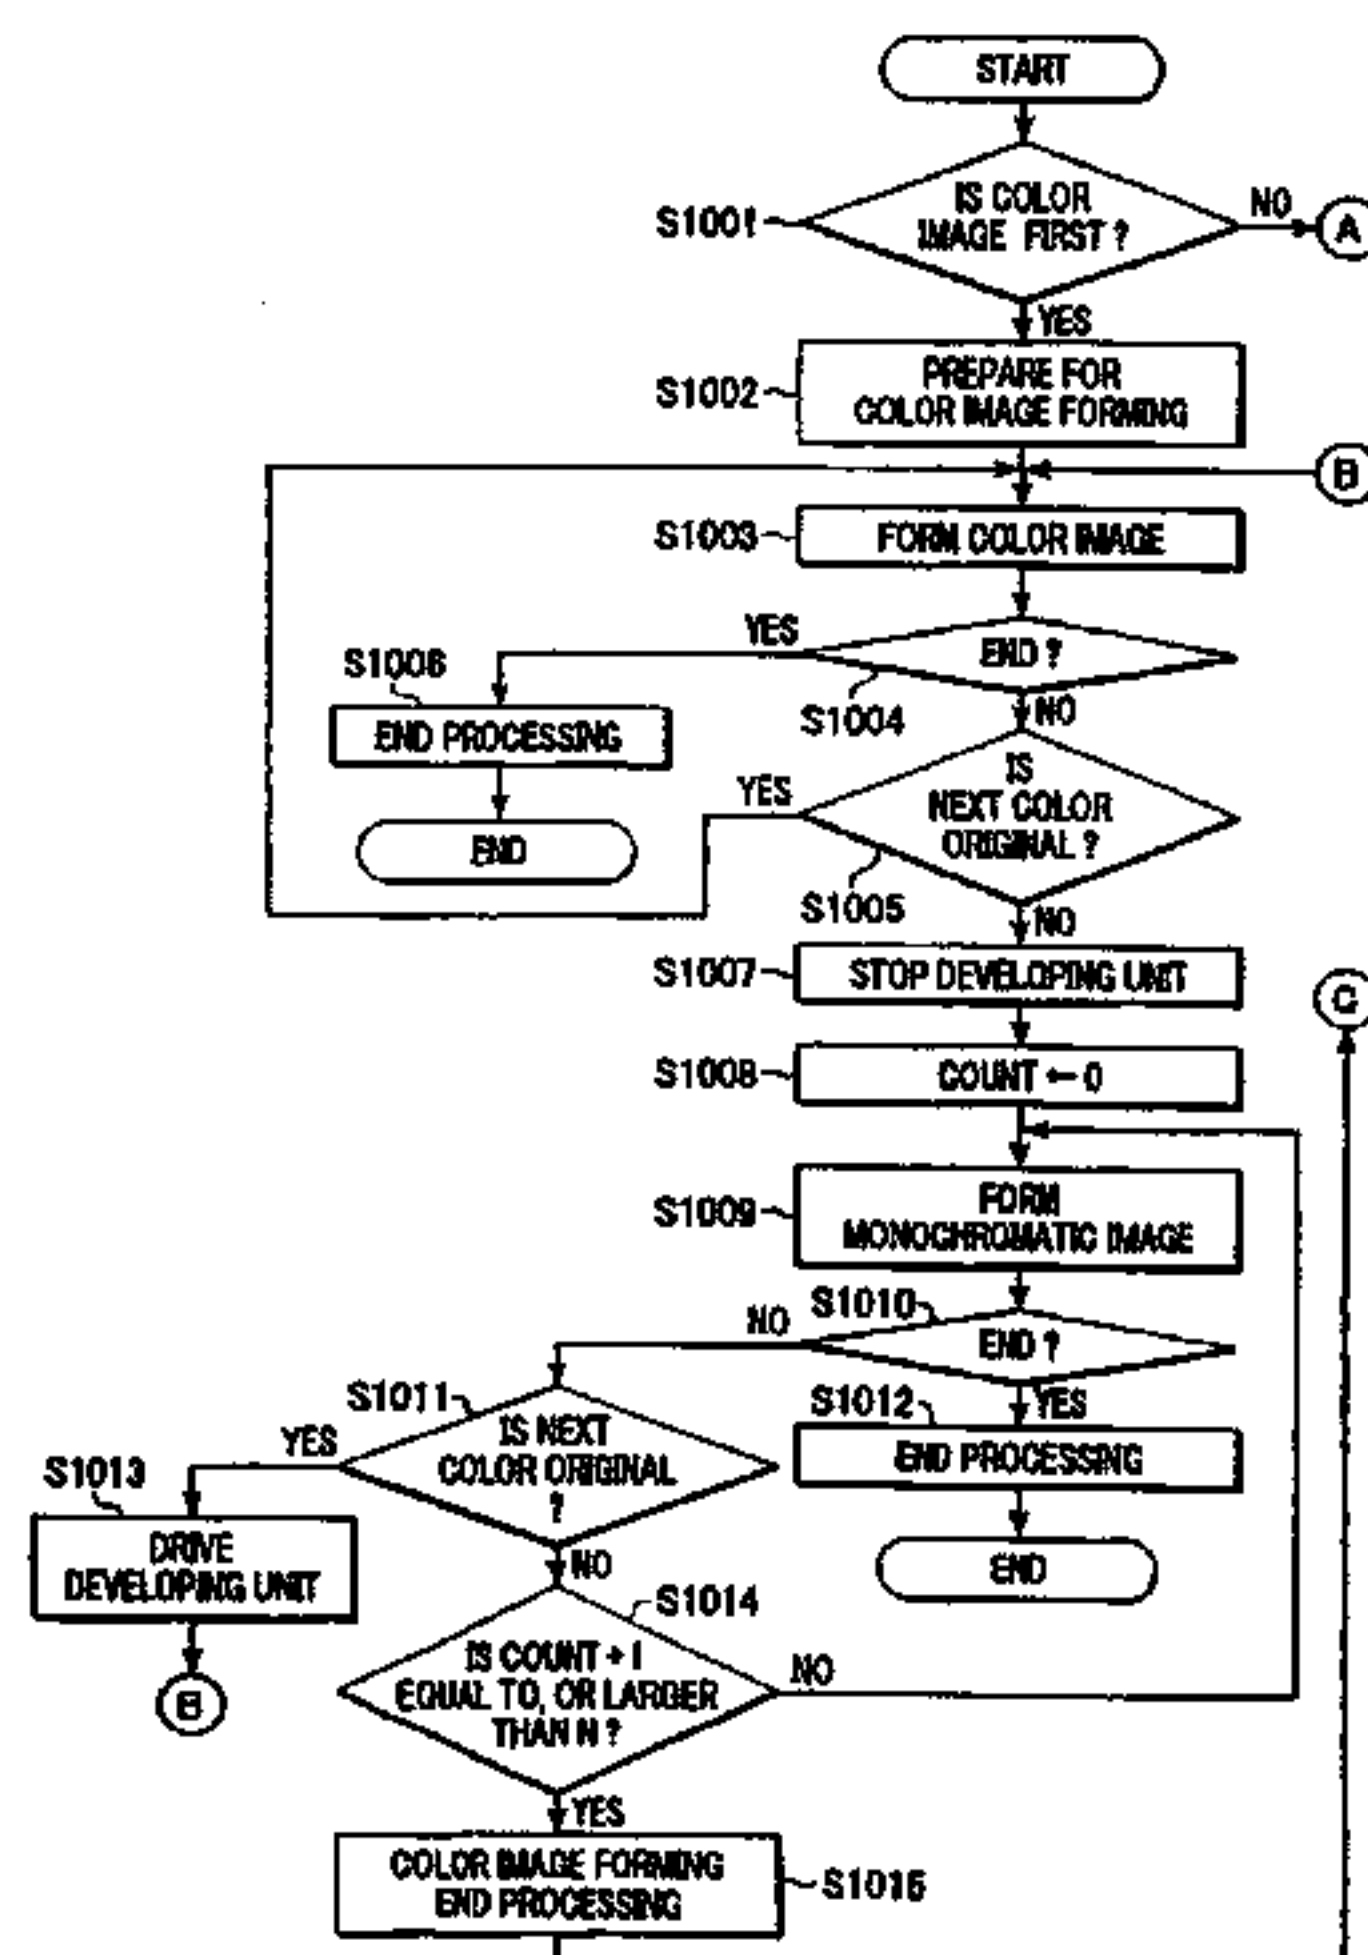 START
S1001
IS COLOR
IMAGE FIRST ?
NO
A
YES
S1002
PREPARE FOR
COLOR IMAGE FORMING
B
S1003
FORM COLOR IMAGE
YES
END ?
S1006
S1004
NO
END PROCESSING
YES
IS
NEXT COLOR
ORIGINAL ?
END
S1005
NO
S1007
STOP DEVELOPING UNIT
C
S1008
COUNT ← 0
S1009
FORM
MONOCHROMATIC IMAGE
NO
S1010
END ?
S1011
S1012
YES
YES
IS NEXT
COLOR ORIGINAL
?
END PROCESSING
S1013
DRIVE
DEVELOPING UNIT
NO
END
S1014
B
IS COUNT + 1
EQUAL TO, OR LARGER
THAN N ?
NO
YES
COLOR IMAGE FORMING
END PROCESSING
S1015